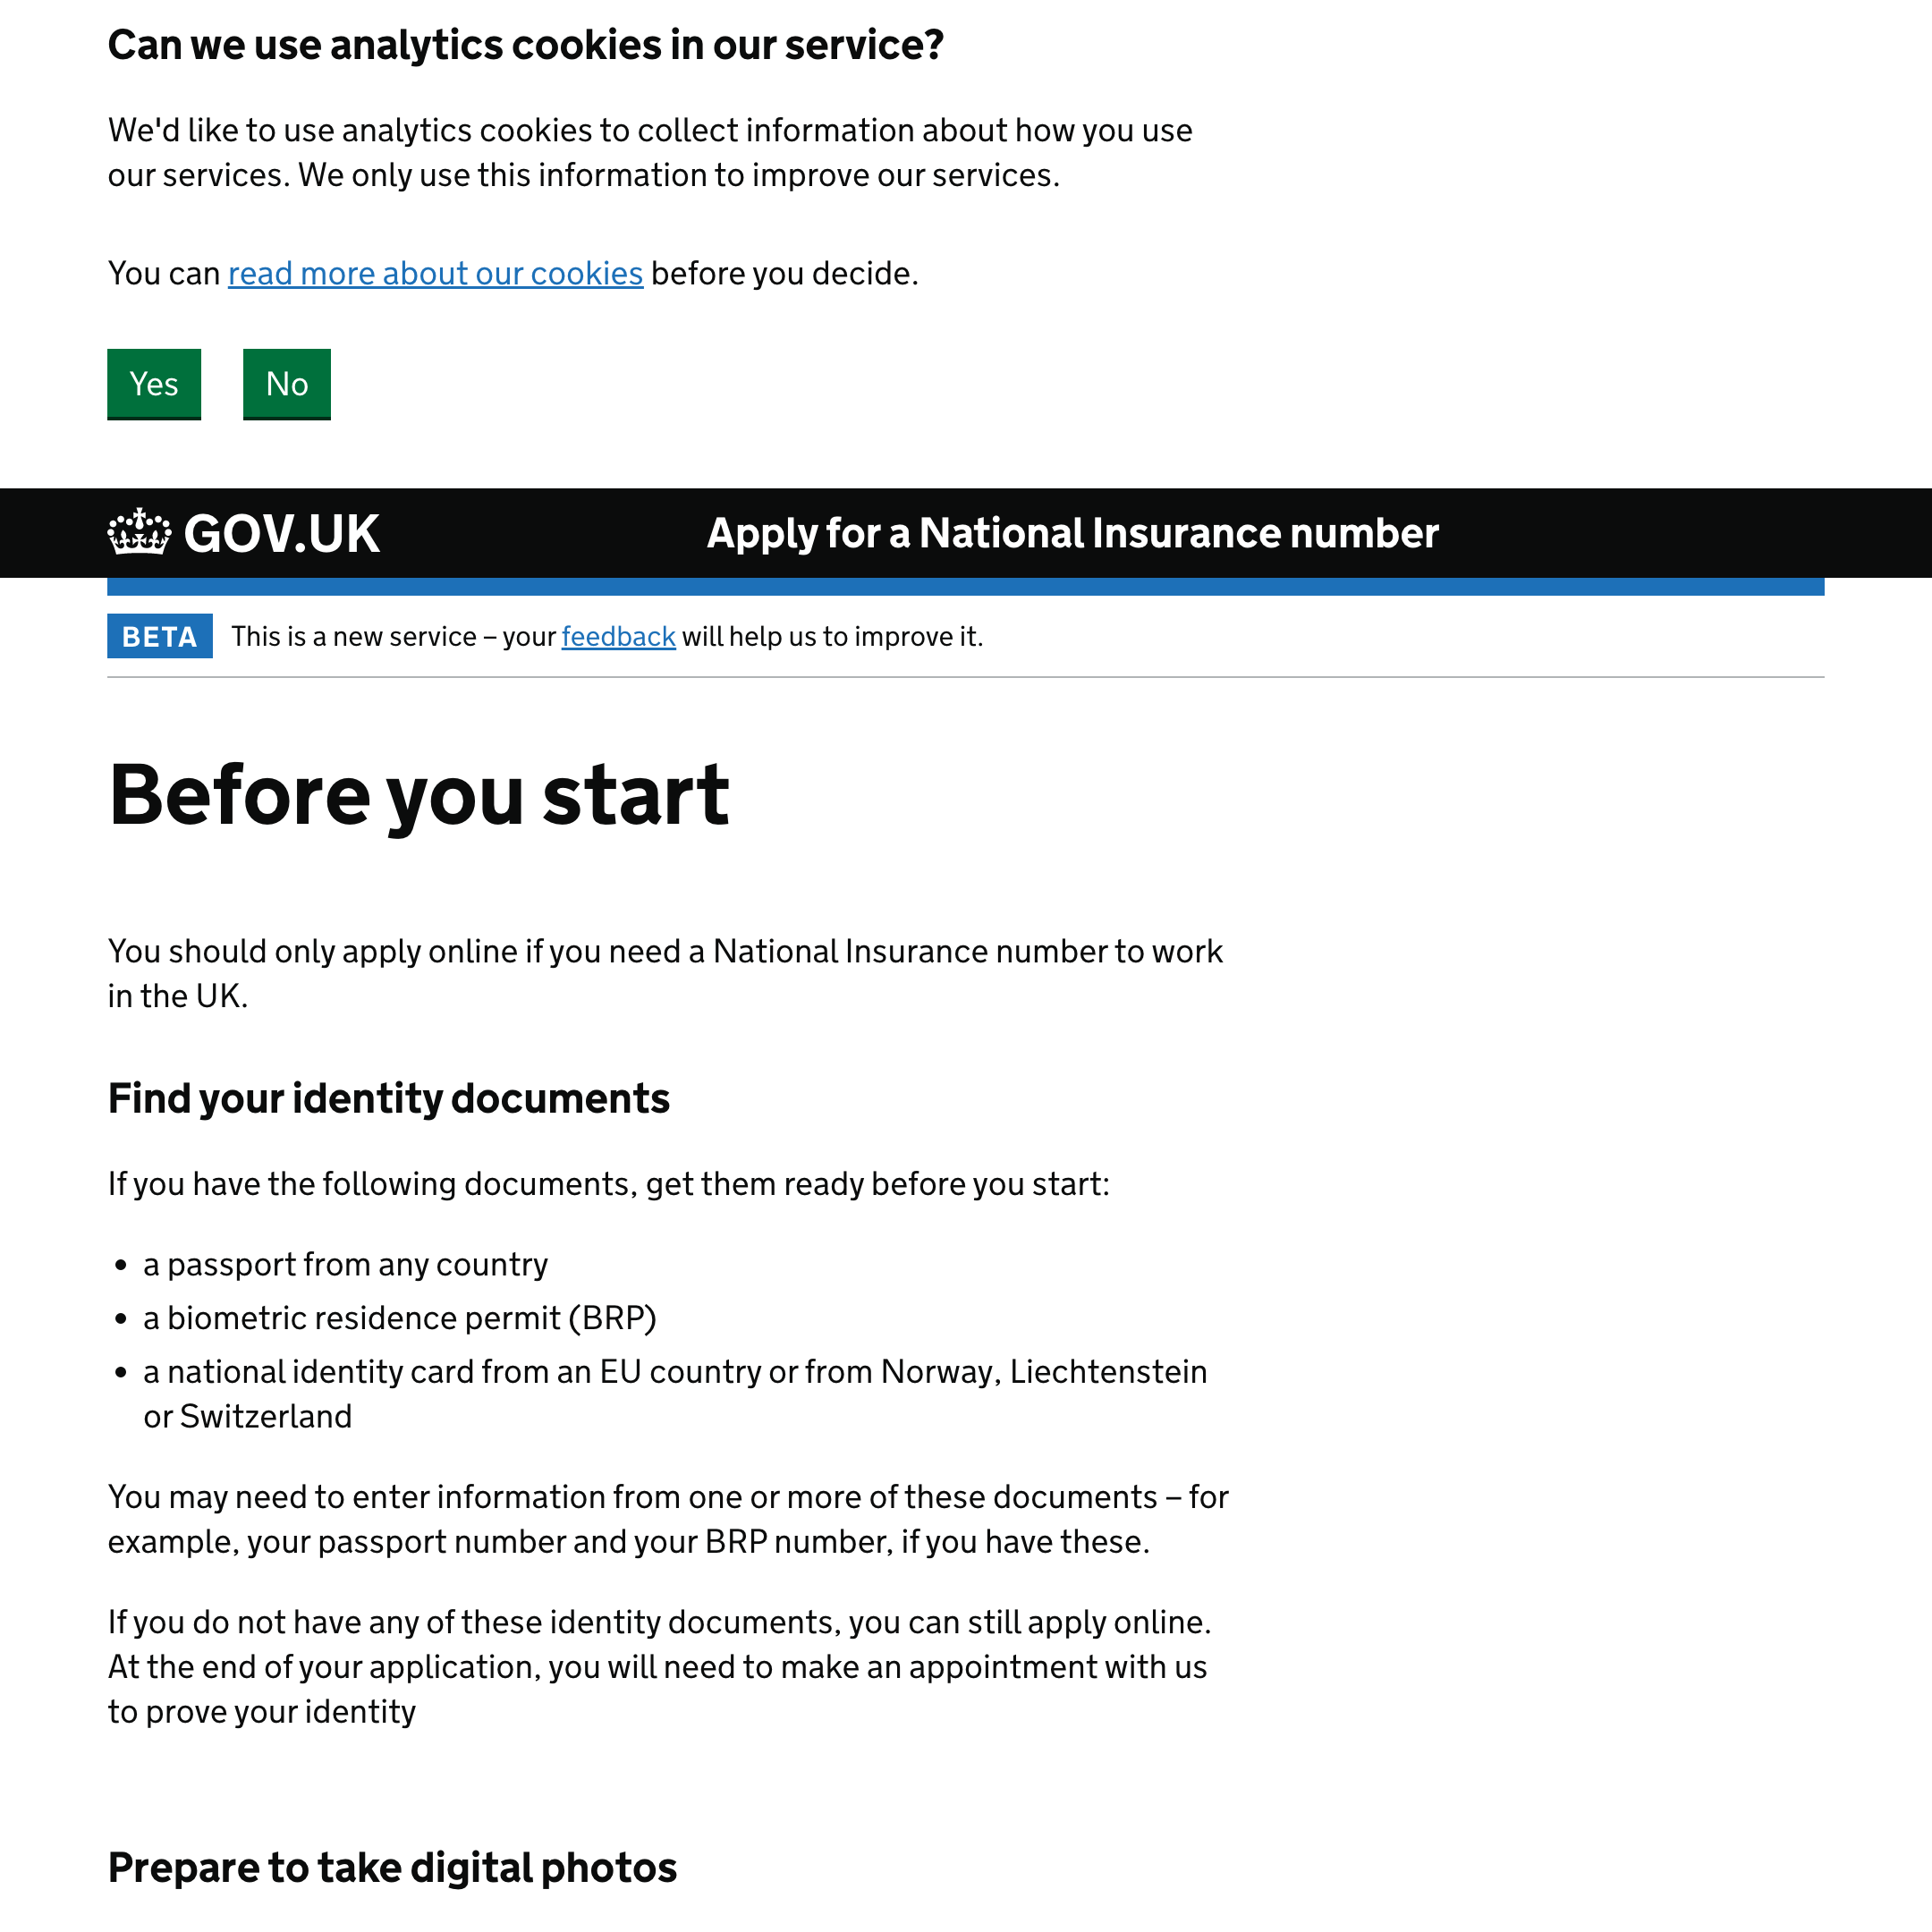 Can we use analytics cookies in our service?
We'd like to use analytics cookies to collect information about how you use
our services. We only use this information to improve our services.
You can read more about our cookies before you decide.
Yes No
GOV.UK Apply for a National Insurance number
BETA This is a new service – your feedback will help us to improve it.
Before you start
You should only apply online if you need a National Insurance number to work
in the UK.
Find your identity documents
If you have the following documents, get them ready before you start:
• a passport from any country
• a biometric residence permit (BRP)
• a national identity card from an EU country or from Norway, Liechtenstein
or Switzerland
You may need to enter information from one or more of these documents – for
example, your passport number and your BRP number, if you have these.
If you do not have any of these identity documents, you can still apply online.
At the end of your application, you will need to make an appointment with us
to prove your identity
Prepare to take digital photos